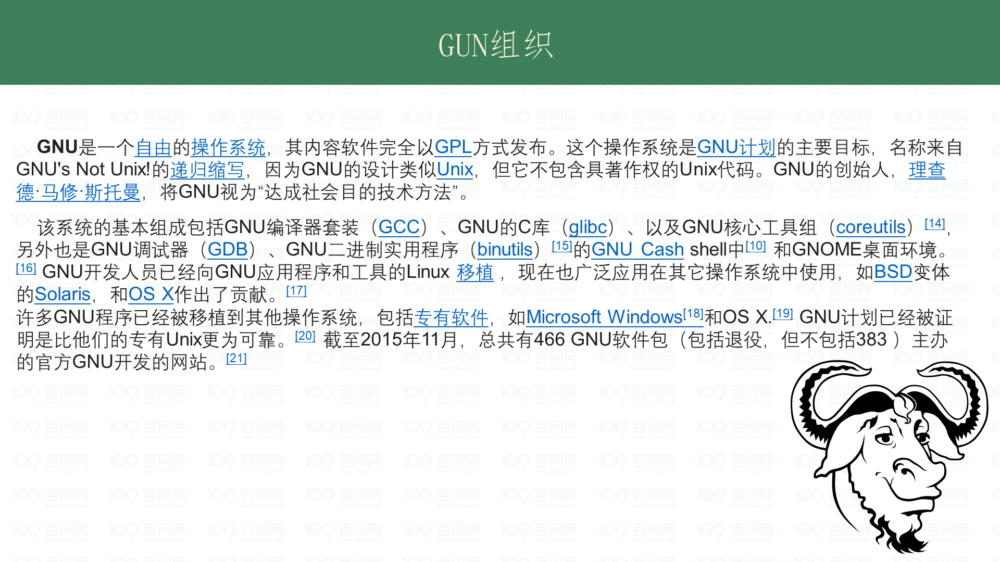 GUN组织
GNU是一个自由的操作系统，其内容软件完全以GPL方式发布。这个操作系统是GNU计划的主要目标，名称来自
GNU's Not Unix!的递归缩写，因为GNU的设计类似Unix，但它不包含具著作权的Unix代码。GNU的创始人，理查
德·马修·斯托曼，将GNU视为“达成社会目的技术方法”。
该系统的基本组成包括GNU编译器套装（GCC）、GNU的C库（glibc）、以及GNU核心工具组（coreutils）[14]，
另外也是GNU调试器（GDB）、GNU二进制实用程序（binutils）[15]的GNU Cash shell中[10] 和GNOME桌面环境。
[16] GNU开发人员已经向GNU应用程序和工具的Linux 移植 ，现在也广泛应用在其它操作系统中使用，如BSD变体
的Solaris，和OS X作出了贡献。[17]
许多GNU程序已经被移植到其他操作系统，包括专有软件，如Microsoft Windows[18]和OS X.[19] GNU计划已经被证
明是比他们的专有Unix更为可靠。[20] 截至2015年11月，总共有466 GNU软件包（包括退役，但不包括383 ）主办
的官方GNU开发的网站。[21]